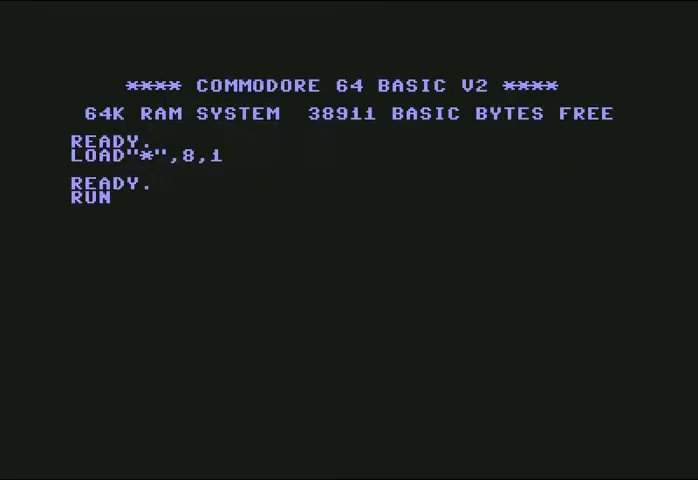 **** COMMODORE 64 BASIC V2 ****
64K RAM SYSTEM  38911 BASIC BYTES FREE
READY.
LOAD"*",8,1
READY.
RUN